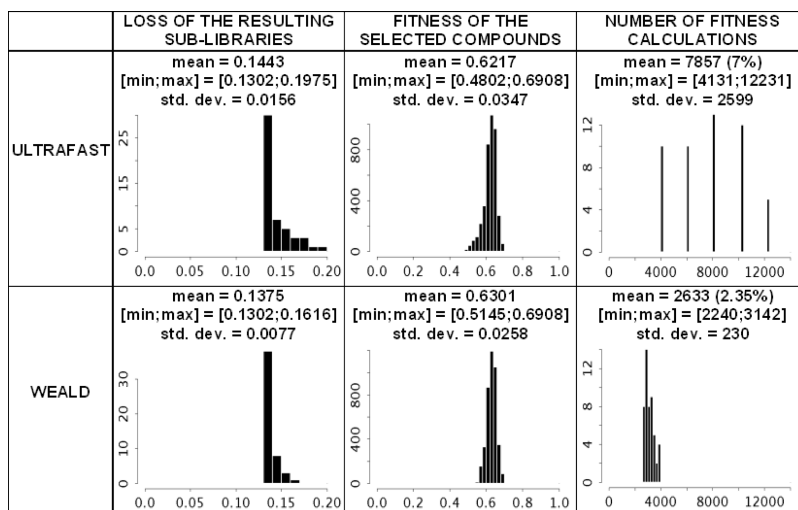 LOSS OF THE RESULTING
SUB-LIBRARIES
FITNESS OF THE
SELECTED COMPOUNDS
NUMBER OF FITNESS
CALCULATIONS
ULTRAFAST
mean = 0.1443
[min;max] = [0.1302;0.1975]
std. dev. = 0.0156
0 5 15 25
0.0 0.05 0.10 0.15 0.20
mean = 0.6217
[min;max] = [0.4802;0.6908]
std. dev. = 0.0347
0 400 800
0.0 0.2 0.4 0.6 0.8 1.0
mean = 7857 (7%)
[min;max] = [4131;12231]
std. dev. = 2599
0 4 8 12
0 4000 8000 12000
WEALD
mean = 0.1375
[min;max] = [0.1302;0.1616]
std. dev. = 0.0077
0 10 20 30
0.0 0.05 0.10 0.15 0.20
mean = 0.6301
[min;max] = [0.5145;0.6908]
std. dev. = 0.0258
0 400 800
0.0 0.2 0.4 0.6 0.8 1.0
mean = 2633 (2.35%)
[min;max] = [2240;3142]
std. dev. = 230
0 4 8 12
0 4000 8000 12000